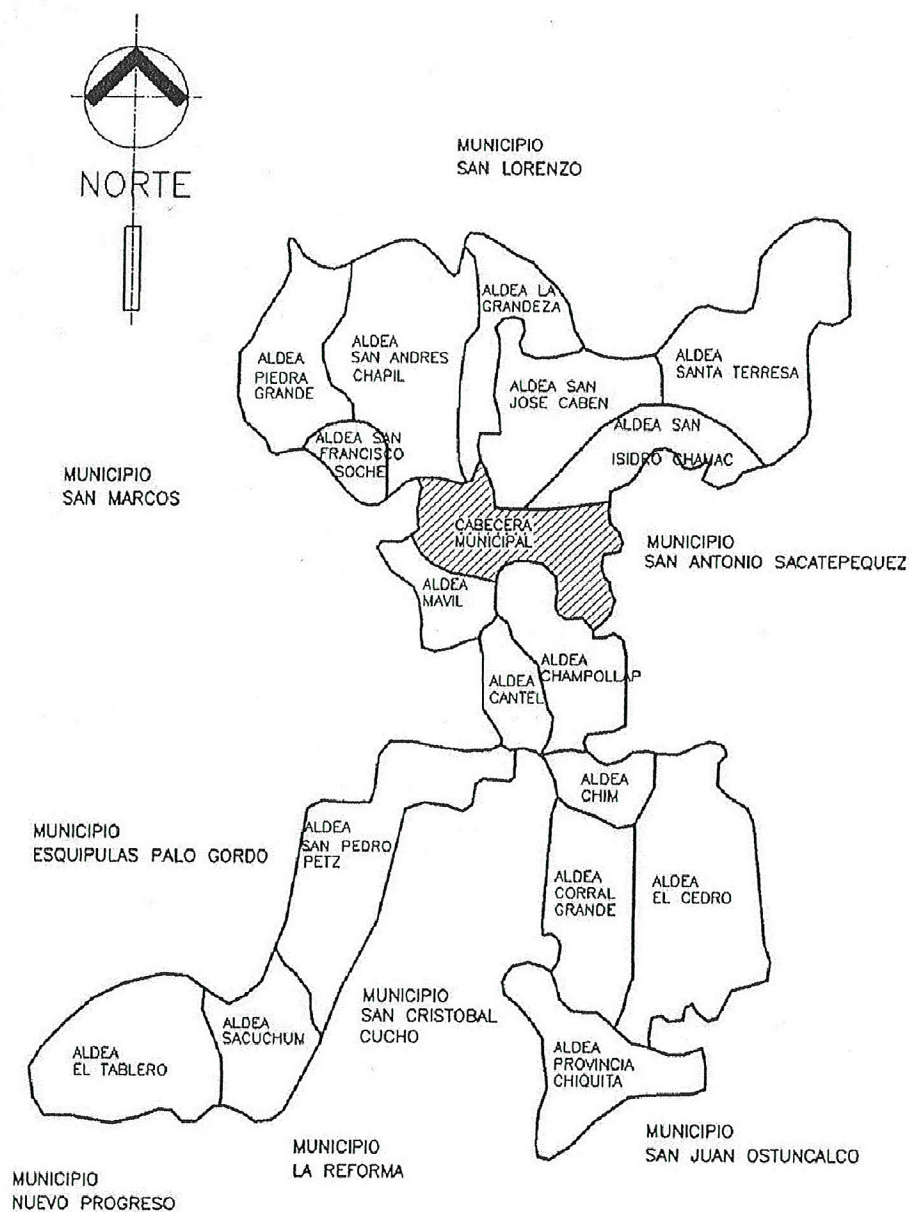 NORTE
MUNICIPIO
SAN LORENZO
ALDEA LA
GRANDEZA
ALDEA
PIEDRA
GRANDE
ALDEA
SAN ANDRES
CHAPIL
ALDEA SAN
JOSE CABEN
ALDEA
SANTA TERRESA
ALDEA SAN
FRANCISCO
SOCHE
ALDEA SAN
ISIDRO CHAMAC
MUNICIPIO
SAN MARCOS
CABECERA
MUNICIPAL
MUNICIPIO
SAN ANTONIO SACATEPEQUEZ
ALDEA
MAVIL
ALDEA
CANTEL
ALDEA
CHAMPOLLAP
ALDEA
CHIM
MUNICIPIO
ESQUIPULAS PALO GORDO
ALDEA
SAN PEDRO
PETZ
ALDEA
CORRAL
GRANDE
ALDEA
EL CEDRO
MUNICIPIO
SAN CRISTOBAL
CUCHO
ALDEA
SACUCHUM
ALDEA
EL TABLERO
ALDEA
PROVINCIA
CHIQUITA
MUNICIPIO
LA REFORMA
MUNICIPIO
SAN JUAN OSTUNCALCO
MUNICIPIO
NUEVO PROGRESO